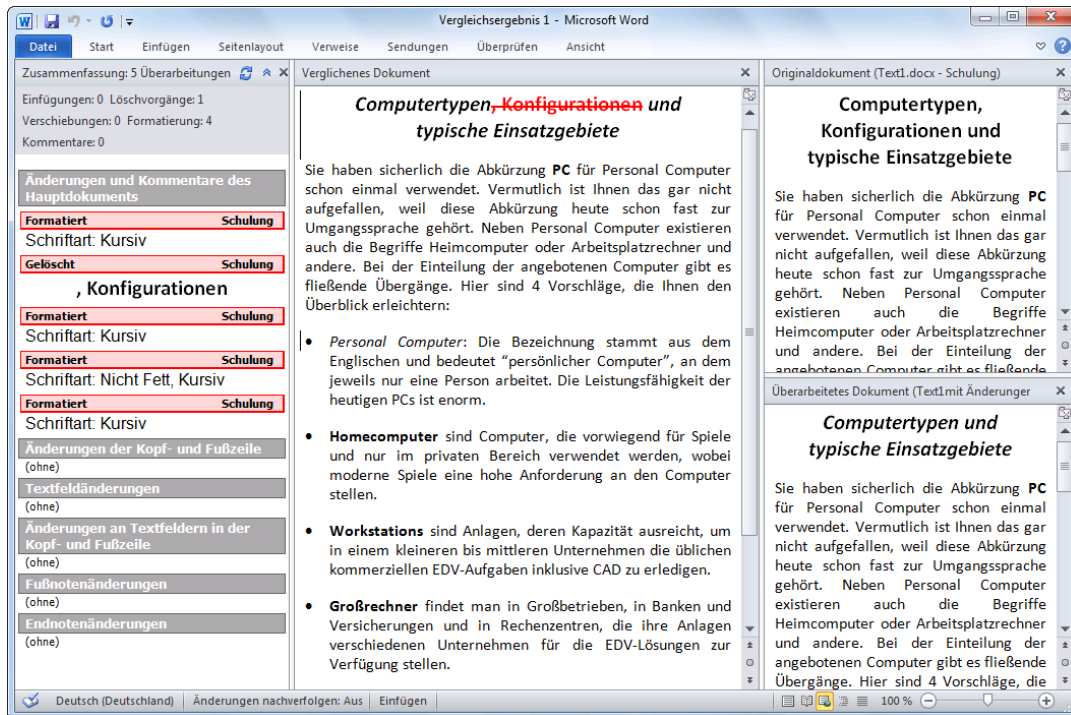 Vergleichsergebnis 1 - Microsoft Word
Datei Start Einfügen Seitenlayout Verweise Sendungen Überprüfen Ansicht
Zusammenfassung: 5 Überarbeitungen
Einfügungen: 0 Löschvorgänge: 1
Verschiebungen: 0 Formatierung: 4
Kommentare: 0
Änderungen und Kommentare des
Hauptdokuments
Formatiert Schulung
Schriftart: Kursiv
Gelöscht Schulung
, Konfigurationen
Formatiert Schulung
Schriftart: Kursiv
Formatiert Schulung
Schriftart: Nicht Fett, Kursiv
Formatiert Schulung
Schriftart: Kursiv
Änderungen der Kopf- und Fußzeile
(ohne)
Textfeldänderungen
(ohne)
Änderungen an Textfeldern in der
Kopf- und Fußzeile
(ohne)
Fußnotenänderungen
(ohne)
Endnotenänderungen
(ohne)
Verglichenes Dokument
Computertypen, Konfigurationen und
typische Einsatzgebiete
Sie haben sicherlich die Abkürzung PC für Personal Computer
schon einmal verwendet. Vermutlich ist Ihnen das gar nicht
aufgefallen, weil diese Abkürzung heute schon fast zur
Umgangssprache gehört. Neben Personal Computer existieren
auch die Begriffe Heimcomputer oder Arbeitsplatzrechner und
andere. Bei der Einteilung der angebotenen Computer gibt es
fließende Übergänge. Hier sind 4 Vorschläge, die Ihnen den
Überblick erleichtern:
• Personal Computer: Die Bezeichnung stammt aus dem
Englischen und bedeutet “persönlicher Computer”, an dem
jeweils nur eine Person arbeitet. Die Leistungsfähigkeit der
heutigen PCs ist enorm.
• Homecomputer sind Computer, die vorwiegend für Spiele
und nur im privaten Bereich verwendet werden, wobei
moderne Spiele eine hohe Anforderung an den Computer
stellen.
• Workstations sind Anlagen, deren Kapazität ausreicht, um
in einem kleineren bis mittleren Unternehmen die üblichen
kommerziellen EDV-Aufgaben inklusive CAD zu erledigen.
• Großrechner findet man in Großbetrieben, in Banken und
Versicherungen und in Rechenzentren, die ihre Anlagen
verschiedenen Unternehmen für die EDV-Lösungen zur
Verfügung stellen.
Originaldokument (Text1.docx - Schulung)
Computertypen,
Konfigurationen und
typische Einsatzgebiete
Sie haben sicherlich die Abkürzung PC
für Personal Computer schon einmal
verwendet. Vermutlich ist Ihnen das gar
nicht aufgefallen, weil diese Abkürzung
heute schon fast zur Umgangssprache
gehört. Neben Personal Computer
existieren auch die Begriffe
Heimcomputer oder Arbeitsplatzrechner
und andere. Bei der Einteilung der
angebotenen Computer gibt es fließende
Überarbeitetes Dokument (Text1mit Änderunger
Computertypen und
typische Einsatzgebiete
Sie haben sicherlich die Abkürzung PC
für Personal Computer schon einmal
verwendet. Vermutlich ist Ihnen das gar
nicht aufgefallen, weil diese Abkürzung
heute schon fast zur Umgangssprache
gehört. Neben Personal Computer
existieren auch die Begriffe
Heimcomputer oder Arbeitsplatzrechner
und andere. Bei der Einteilung der
angebotenen Computer gibt es fließende
Übergänge. Hier sind 4 Vorschläge, die
Deutsch (Deutschland) Änderungen nachverfolgen: Aus Einfügen 100 %